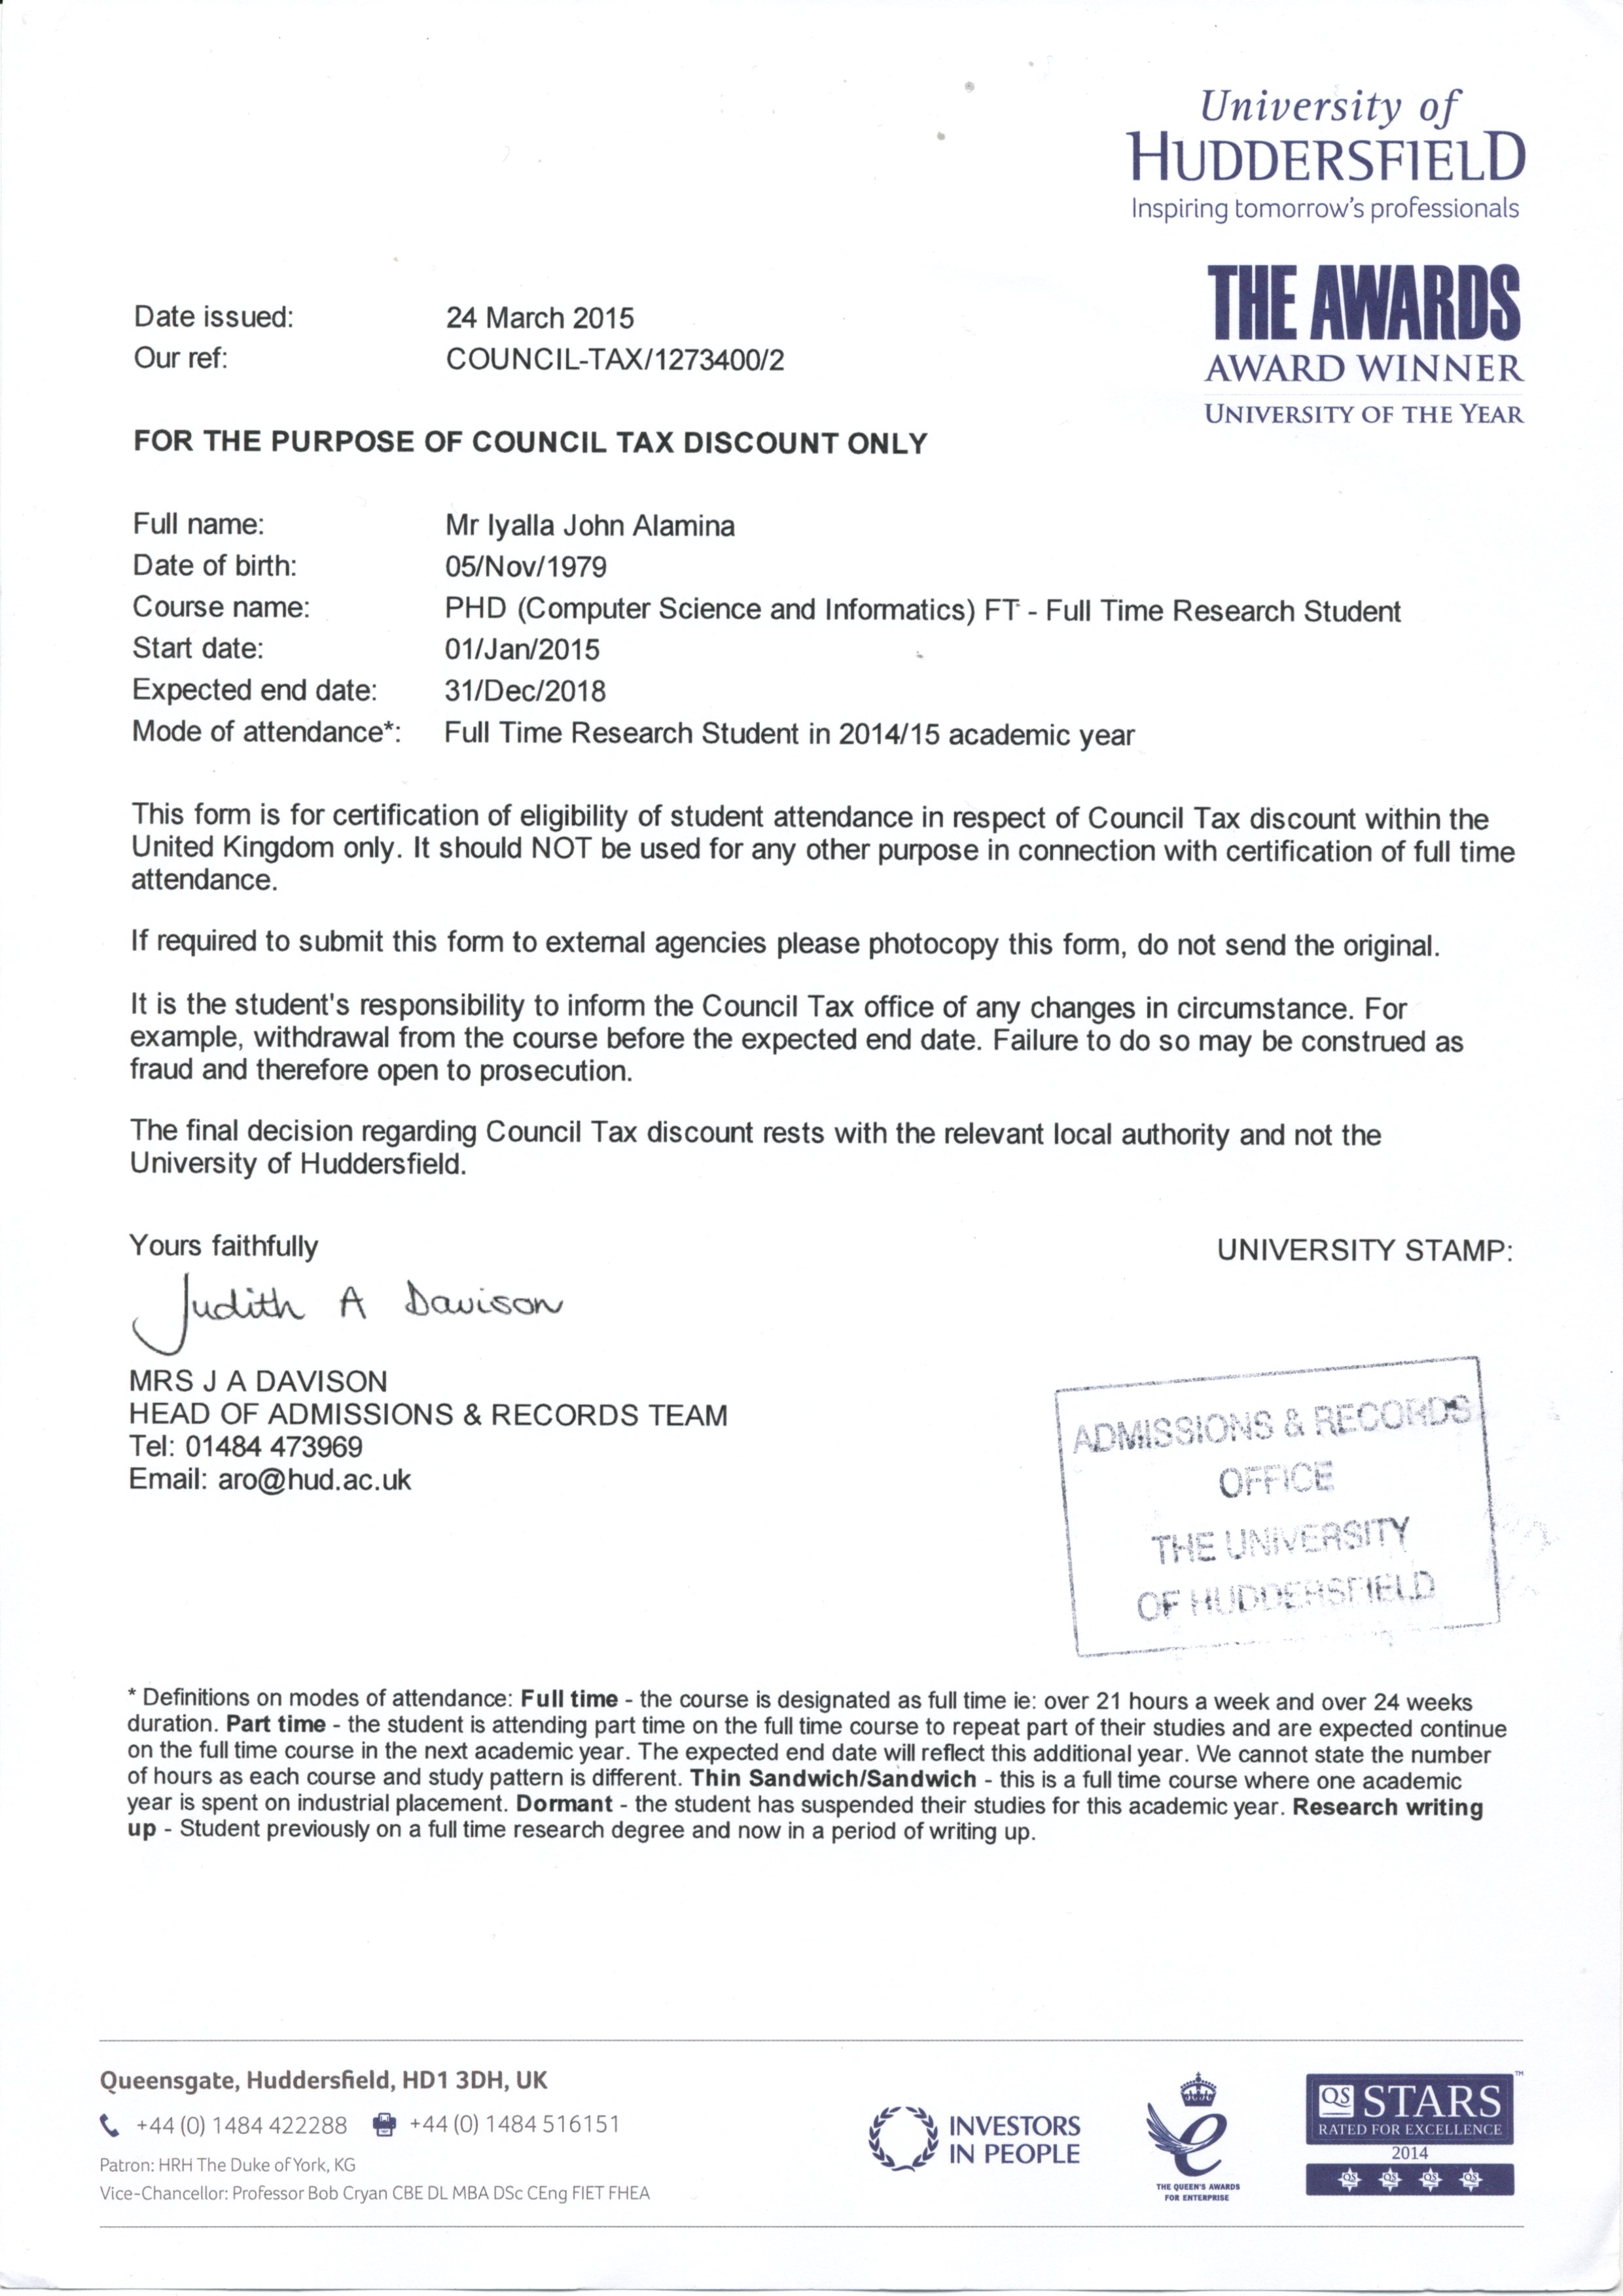 University of
HUDDERSFIELD
Inspiring tomorrow's professionals
THE AWARDS
AWARD WINNER
UNIVERSITY OF THE YEAR
Date issued: 24 March 2015
Our ref: COUNCIL-TAX/1273400/2
FOR THE PURPOSE OF COUNCIL TAX DISCOUNT ONLY
Full name: Mr Iyalla John Alamina
Date of birth: 05/Nov/1979
Course name: PHD (Computer Science and Informatics) FT - Full Time Research Student
Start date: 01/Jan/2015
Expected end date: 31/Dec/2018
Mode of attendance*: Full Time Research Student in 2014/15 academic year
This form is for certification of eligibility of student attendance in respect of Council Tax discount within the
United Kingdom only. It should NOT be used for any other purpose in connection with certification of full time
attendance.
If required to submit this form to external agencies please photocopy this form, do not send the original.
It is the student's responsibility to inform the Council Tax office of any changes in circumstance. For
example, withdrawal from the course before the expected end date. Failure to do so may be construed as
fraud and therefore open to prosecution.
The final decision regarding Council Tax discount rests with the relevant local authority and not the
University of Huddersfield.
Yours faithfully
UNIVERSITY STAMP:
Judith A Davison
MRS J A DAVISON
HEAD OF ADMISSIONS & RECORDS TEAM
Tel: 01484 473969
Email: aro@hud.ac.uk
ADMISSIONS & RECORDS
OFFICE
THE UNIVERSITY
OF HUDDERSFIELD
* Definitions on modes of attendance: Full time - the course is designated as full time ie: over 21 hours a week and over 24 weeks
duration. Part time - the student is attending part time on the full time course to repeat part of their studies and are expected continue
on the full time course in the next academic year. The expected end date will reflect this additional year. We cannot state the number
of hours as each course and study pattern is different. Thin Sandwich/Sandwich - this is a full time course where one academic
year is spent on industrial placement. Dormant - the student has suspended their studies for this academic year. Research writing
up - Student previously on a full time research degree and now in a period of writing up.
Queensgate, Huddersfield, HD1 3DH, UK
+44 (0) 1484 422288 +44 (0) 1484 516151
Patron: HRH The Duke of York, KG
Vice-Chancellor: Professor Bob Cryan CBE DL MBA DSc CEng FIET FHEA
INVESTORS
IN PEOPLE
THE QUEEN'S AWARDS
FOR ENTERPRISE
QS STARS TM
RATED FOR EXCELLENCE
2014
QS QS QS QS